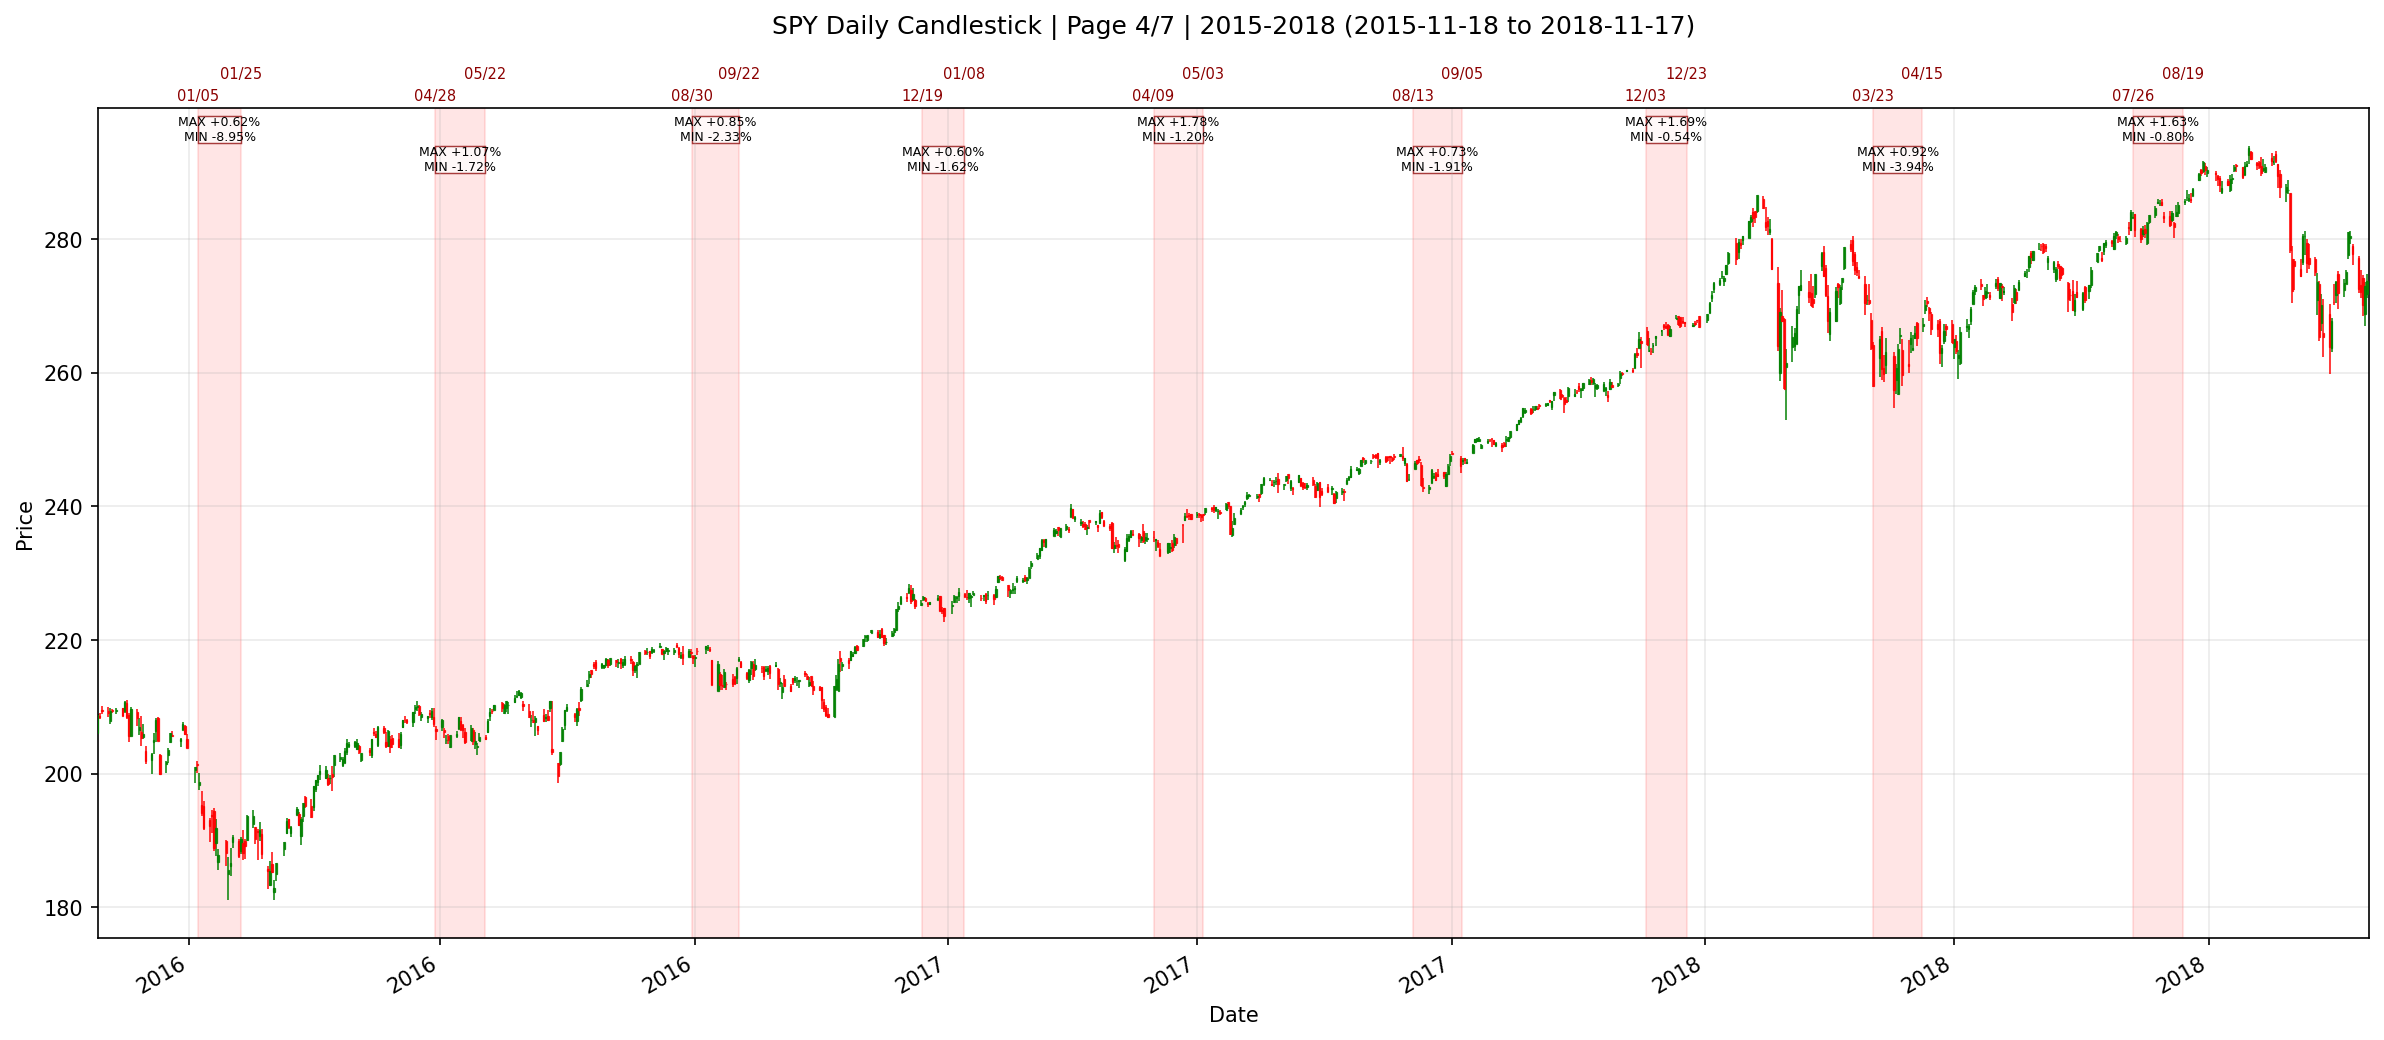 SPY Daily Candlestick | Page 4/7 | 2015-2018 (2015-11-18 to 2018-11-17)
01/25 05/22 09/22 01/08 05/03 09/05 12/23 04/15 08/19
01/05 04/28 08/30 12/19 04/09 08/13 12/03 03/23 07/26
MAX +0.62% MAX +0.85% MAX +1.78% MAX +1.69% MAX +1.63%
MIN -8.95% MIN -2.33% MIN -1.20% MIN -0.54% MIN -0.80%
MAX +1.07% MAX +0.60% MAX +0.73% MAX +0.92%
MIN -1.72% MIN -1.62% MIN -1.91% MIN -3.94%
280
260
240
220
200
180
Price
2016 2016 2016 2017 2017 2017 2018 2018 2018
Date